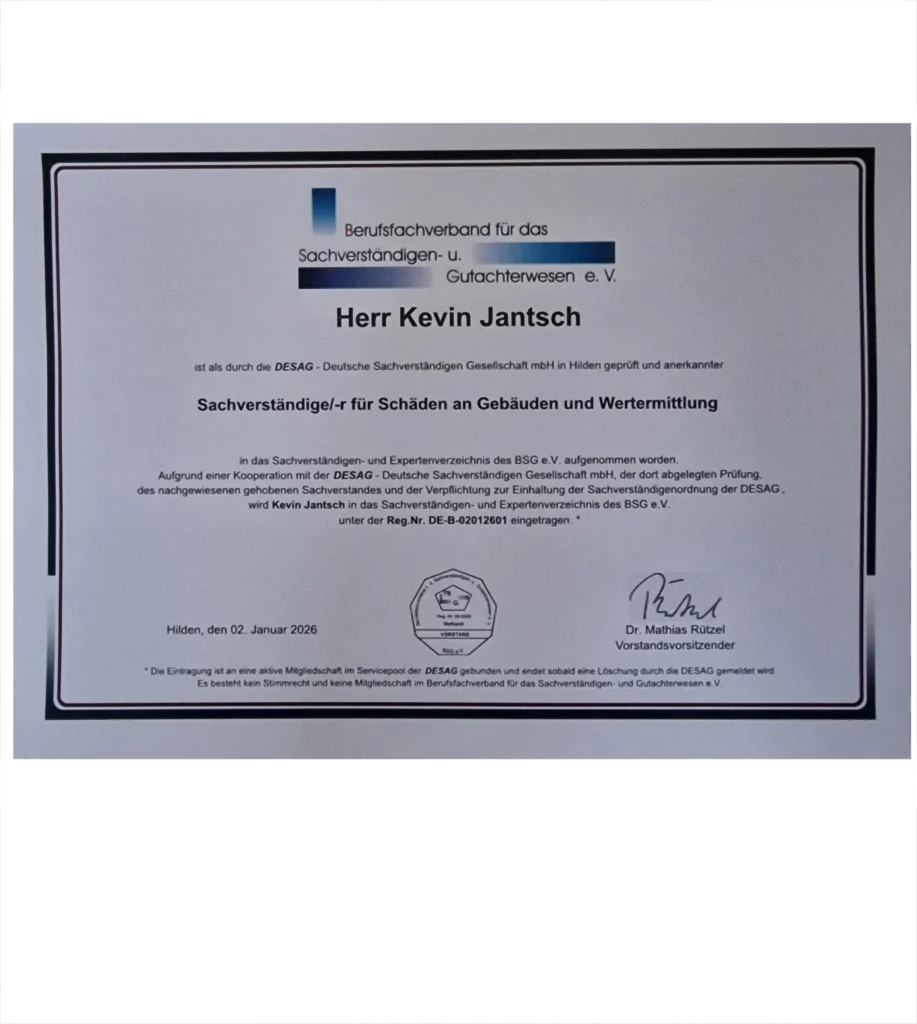 Berufsfachverband für das
Sachverständigen- u.
Gutachterwesen e. V.
Herr Kevin Jantsch
ist als durch die DESAG - Deutsche Sachverständigen Gesellschaft mbH in Hilden geprüft und anerkannter
Sachverständige/-r für Schäden an Gebäuden und Wertermittlung
in das Sachverständigen- und Expertenverzeichnis des BSG e.V. aufgenommen worden.
Aufgrund einer Kooperation mit der DESAG - Deutsche Sachverständigen Gesellschaft mbH, der dort abgelegten Prüfung,
des nachgewiesenen gehobenen Sachverstandes und der Verpflichtung zur Einhaltung der Sachverständigenordnung der DESAG,
wird Kevin Jantsch in das Sachverständigen- und Expertenverzeichnis des BSG e.V.
unter der Reg.Nr. DE-B-02012601 eingetragen. *
Verband
VORSTAND
BSG e.V.
Hilden, den 02. Januar 2026
Dr. Mathias Rützel
Vorstandsvorsitzender
* Die Eintragung ist an eine aktive Mitgliedschaft im Servicepool der DESAG gebunden und endet sobald eine Löschung durch die DESAG gemeldet wird.
Es besteht kein Stimmrecht und keine Mitgliedschaft im Berufsfachverband für das Sachverständigen- und Gutachterwesen e.V.